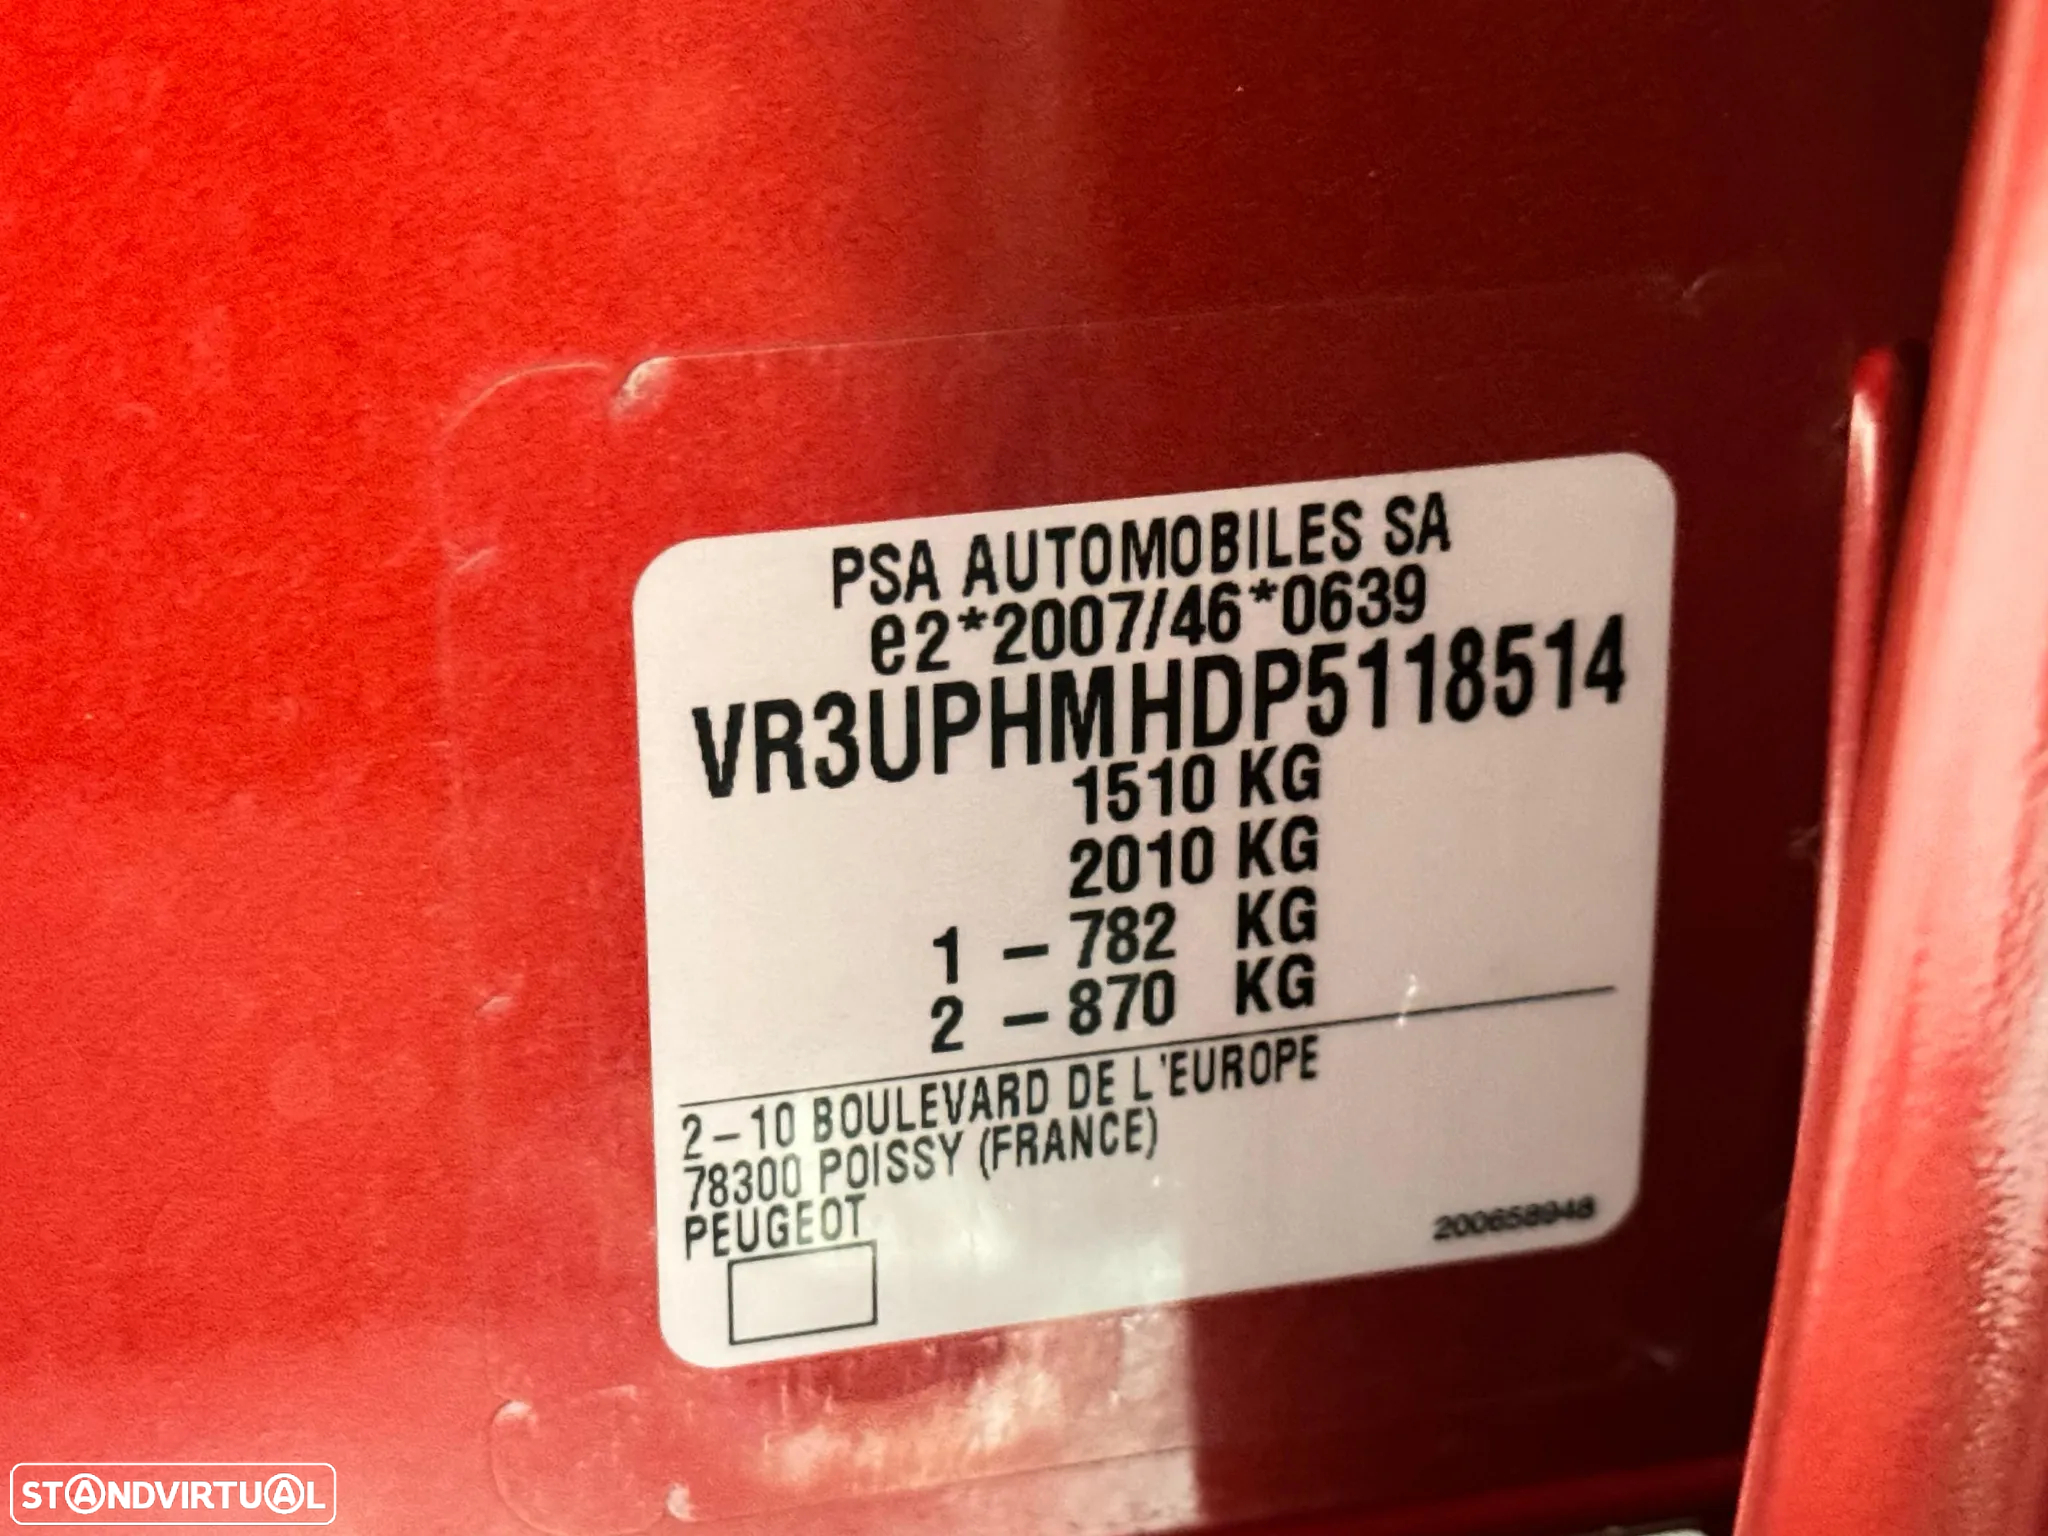 PSA AUTOMOBILES SA
e2*2007/46*0639
VR3UPHMHDP5118514
1510 KG
2010 KG
1 – 782 KG
2 – 870 KG
2–10 BOULEVARD DE L'EUROPE
78300 POISSY (FRANCE)
PEUGEOT
200658948
STANDVIRTUAL